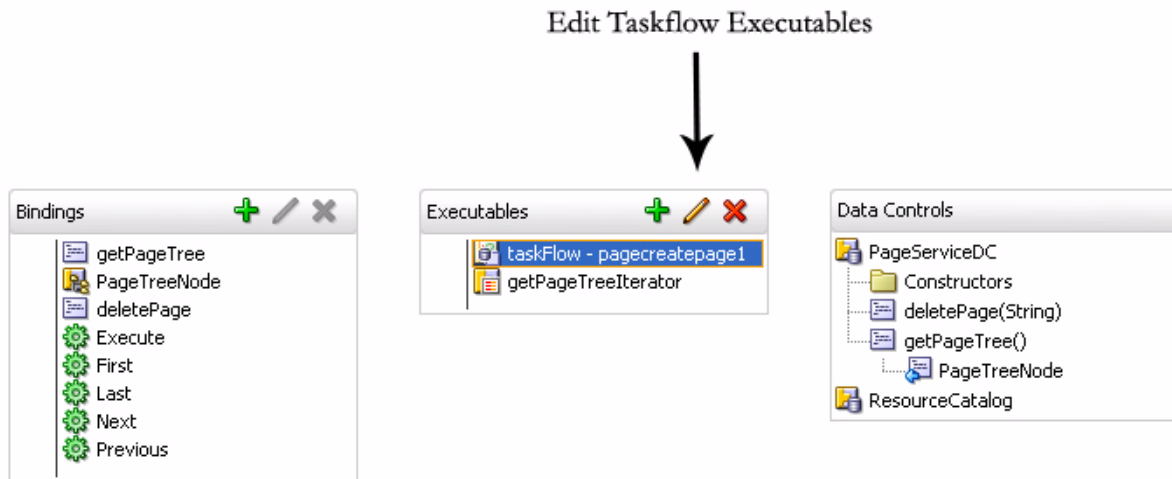 Edit Taskflow Executables
Bindings
getPageTree
PageTreeNode
deletePage
Execute
First
Last
Next
Previous
Executables
taskFlow - pagecreatepage1
getPageTreeIterator
Data Controls
PageServiceDC
Constructors
deletePage(String)
getPageTree()
PageTreeNode
ResourceCatalog